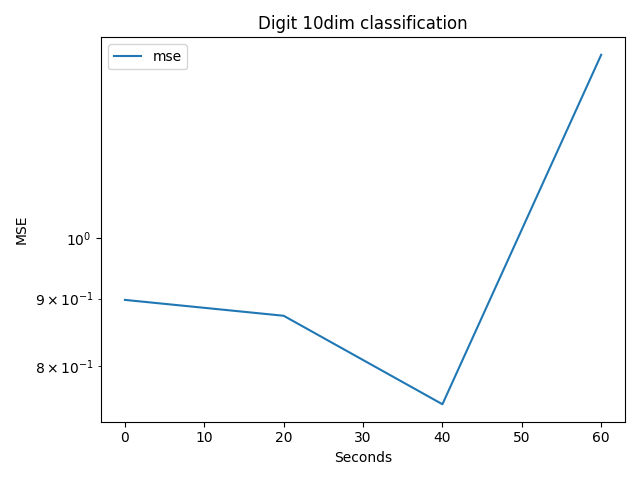 Digit 10dim classification
mse
MSE
10⁰
9 × 10⁻¹
8 × 10⁻¹
0 10 20 30 40 50 60
Seconds